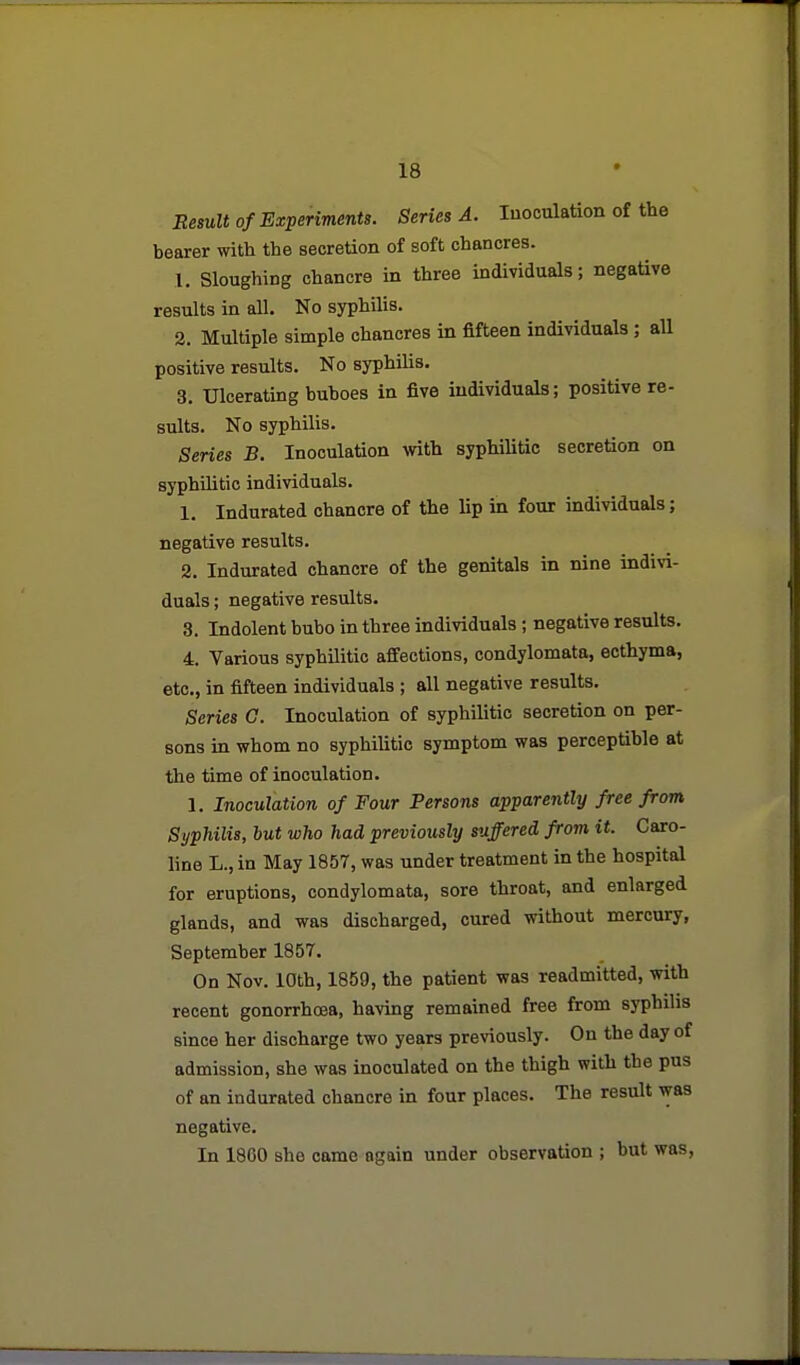 18
Result of Experiments. Series A. Inoculation of the
bearer with the secretion of soft chancres.
1. Sloughing chancre in three individuals; negative
results in all. No syphilis.
2. Multiple simple chancres in fifteen individuals; all
positive results. No syphilis.
3. Ulcerating buboes in five individuals; positive re-
sults. No syphilis.
Series B. Inoculation with syphilitic secretion on
syphilitic individuals.
1. Indurated chancre of the lip in four individuals;
negative results.
2. Indurated chancre of the genitals in nine indivi-
duals; negative results.
3. Indolent bubo in three individuals; negative results.
4. Various syphilitic affections, condylomata, ecthyma,
etc., in fifteen individuals; all negative results.
Series C. Inoculation of syphilitic secretion on per-
sons in whom no syphilitic symptom was perceptible at
the time of inoculation.
1. Inoculation of Four Persons apparently free from
Syphilis, but who had previously suffered from it. Caro-
line L., in May 1857, was under treatment in the hospital
for eruptions, condylomata, sore throat, and enlarged
glands, and was discharged, cured without mercury,
September 1857.
On Nov. 10th, 1859, the patient was readmitted, with
recent gonorrhœa, having remained free from syphilis
since her discharge two years previously. On the day of
admission, she was inoculated on the thigh with the pus
of an indurated chancre in four places. The result was
negative.
In 1860 she came again under observation; but was,